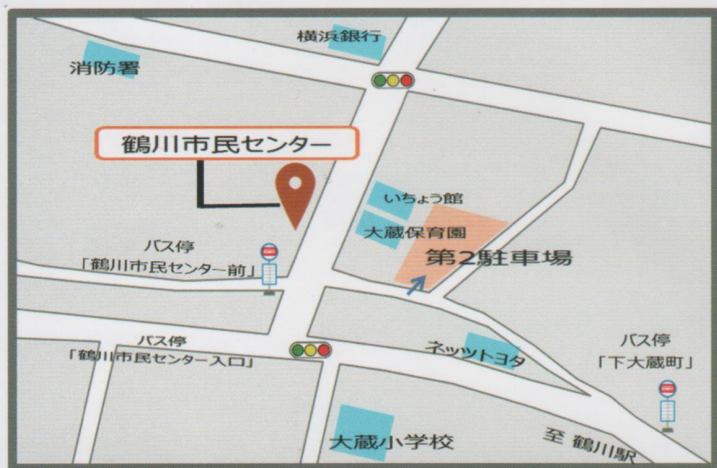 横浜銀行
消防署
鶴川市民センター
いちょう館
大蔵保育園
第2駐車場
バス停
「鶴川市民センター前」
バス停
「鶴川市民センター入口」
ネッツトヨタ
バス停
「下大蔵町」
大蔵小学校
至 鶴川駅